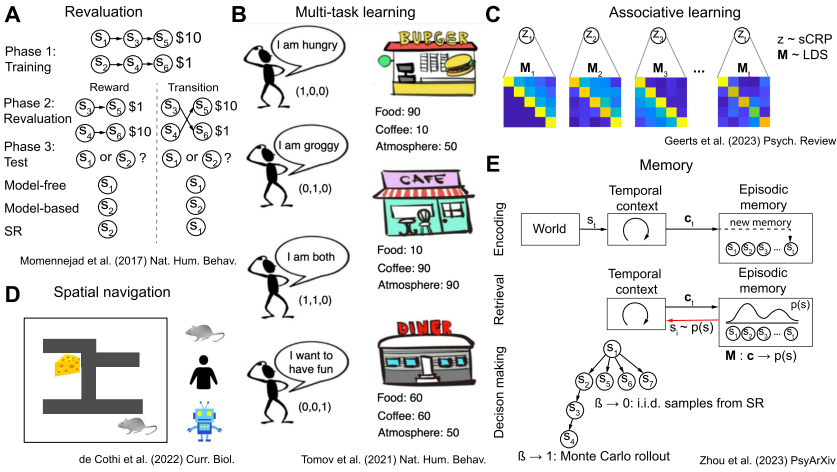 A Revaluation
Phase 1:
Training
S1 S3 S5 $10
S2 S4 S6 $1
Reward Transition
Phase 2:
Revaluation
S3 S5 $1
S4 S6 $10
S3 S5 $10
S4 S6 $1
Phase 3:
Test
S1 or S2 ?
S1 or S2 ?
Model-free S1 S1
Model-based S2 S2
SR S2 S1
Momennejad et al. (2017) Nat. Hum. Behav.
B Multi-task learning
I am hungry
(1,0,0)
BURGER
Food: 90
Coffee: 10
Atmosphere: 50
I am groggy
(0,1,0)
CAFE
Food: 10
Coffee: 90
Atmosphere: 90
I am both
(1,1,0)
I want to
have fun
(0,0,1)
DINER
Food: 60
Coffee: 60
Atmosphere: 50
Tomov et al. (2021) Nat. Hum. Behav.
C Associative learning
z1 z2 z3 zt
M1 M2 M3 ... Mt
z ~ sCRP
M ~ LDS
Geerts et al. (2023) Psych. Review
D Spatial navigation
de Cothi et al. (2022) Curr. Biol.
E Memory
Encoding
World
st
Temporal
context
ct
Episodic
memory
new memory
S1 S2 S3 ... St
Retrieval
Temporal
context
ct
si ~ p(s)
Episodic
memory
p(s)
S1 S2 S3 ... St
M : c → p(s)
Decision making
S1
S2 S5 S6 S7
S3
S4
ß → 0: i.i.d. samples from SR
ß → 1: Monte Carlo rollout
Zhou et al. (2023) PsyArXiv